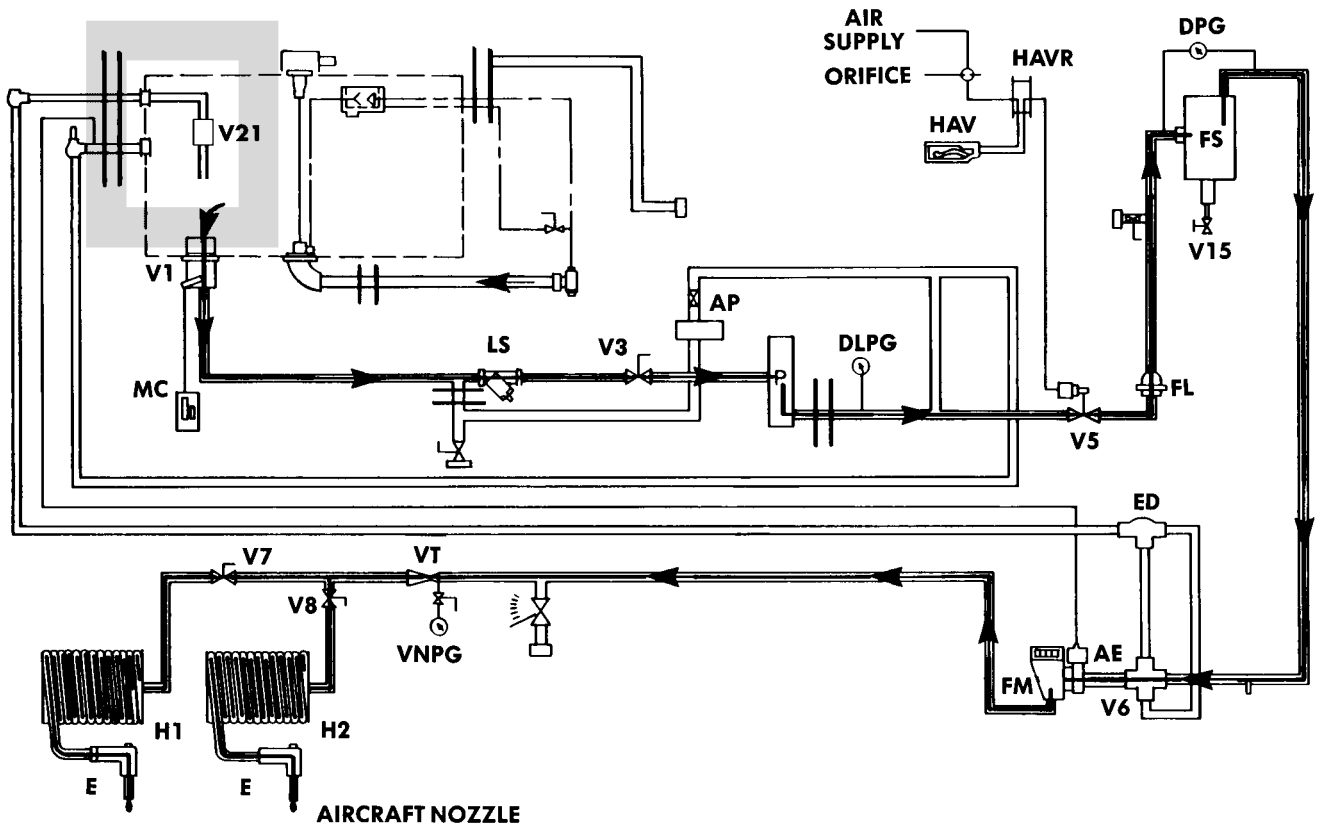 AIR
SUPPLY
ORIFICE
HAVR
HAV
DPG
FS
V15
V21
V1
MC
LS
V3
AP
DLPG
V5
FL
ED
V7
VT
V8
VNPG
AE
FM
V6
H1
H2
E
E
AIRCRAFT NOZZLE